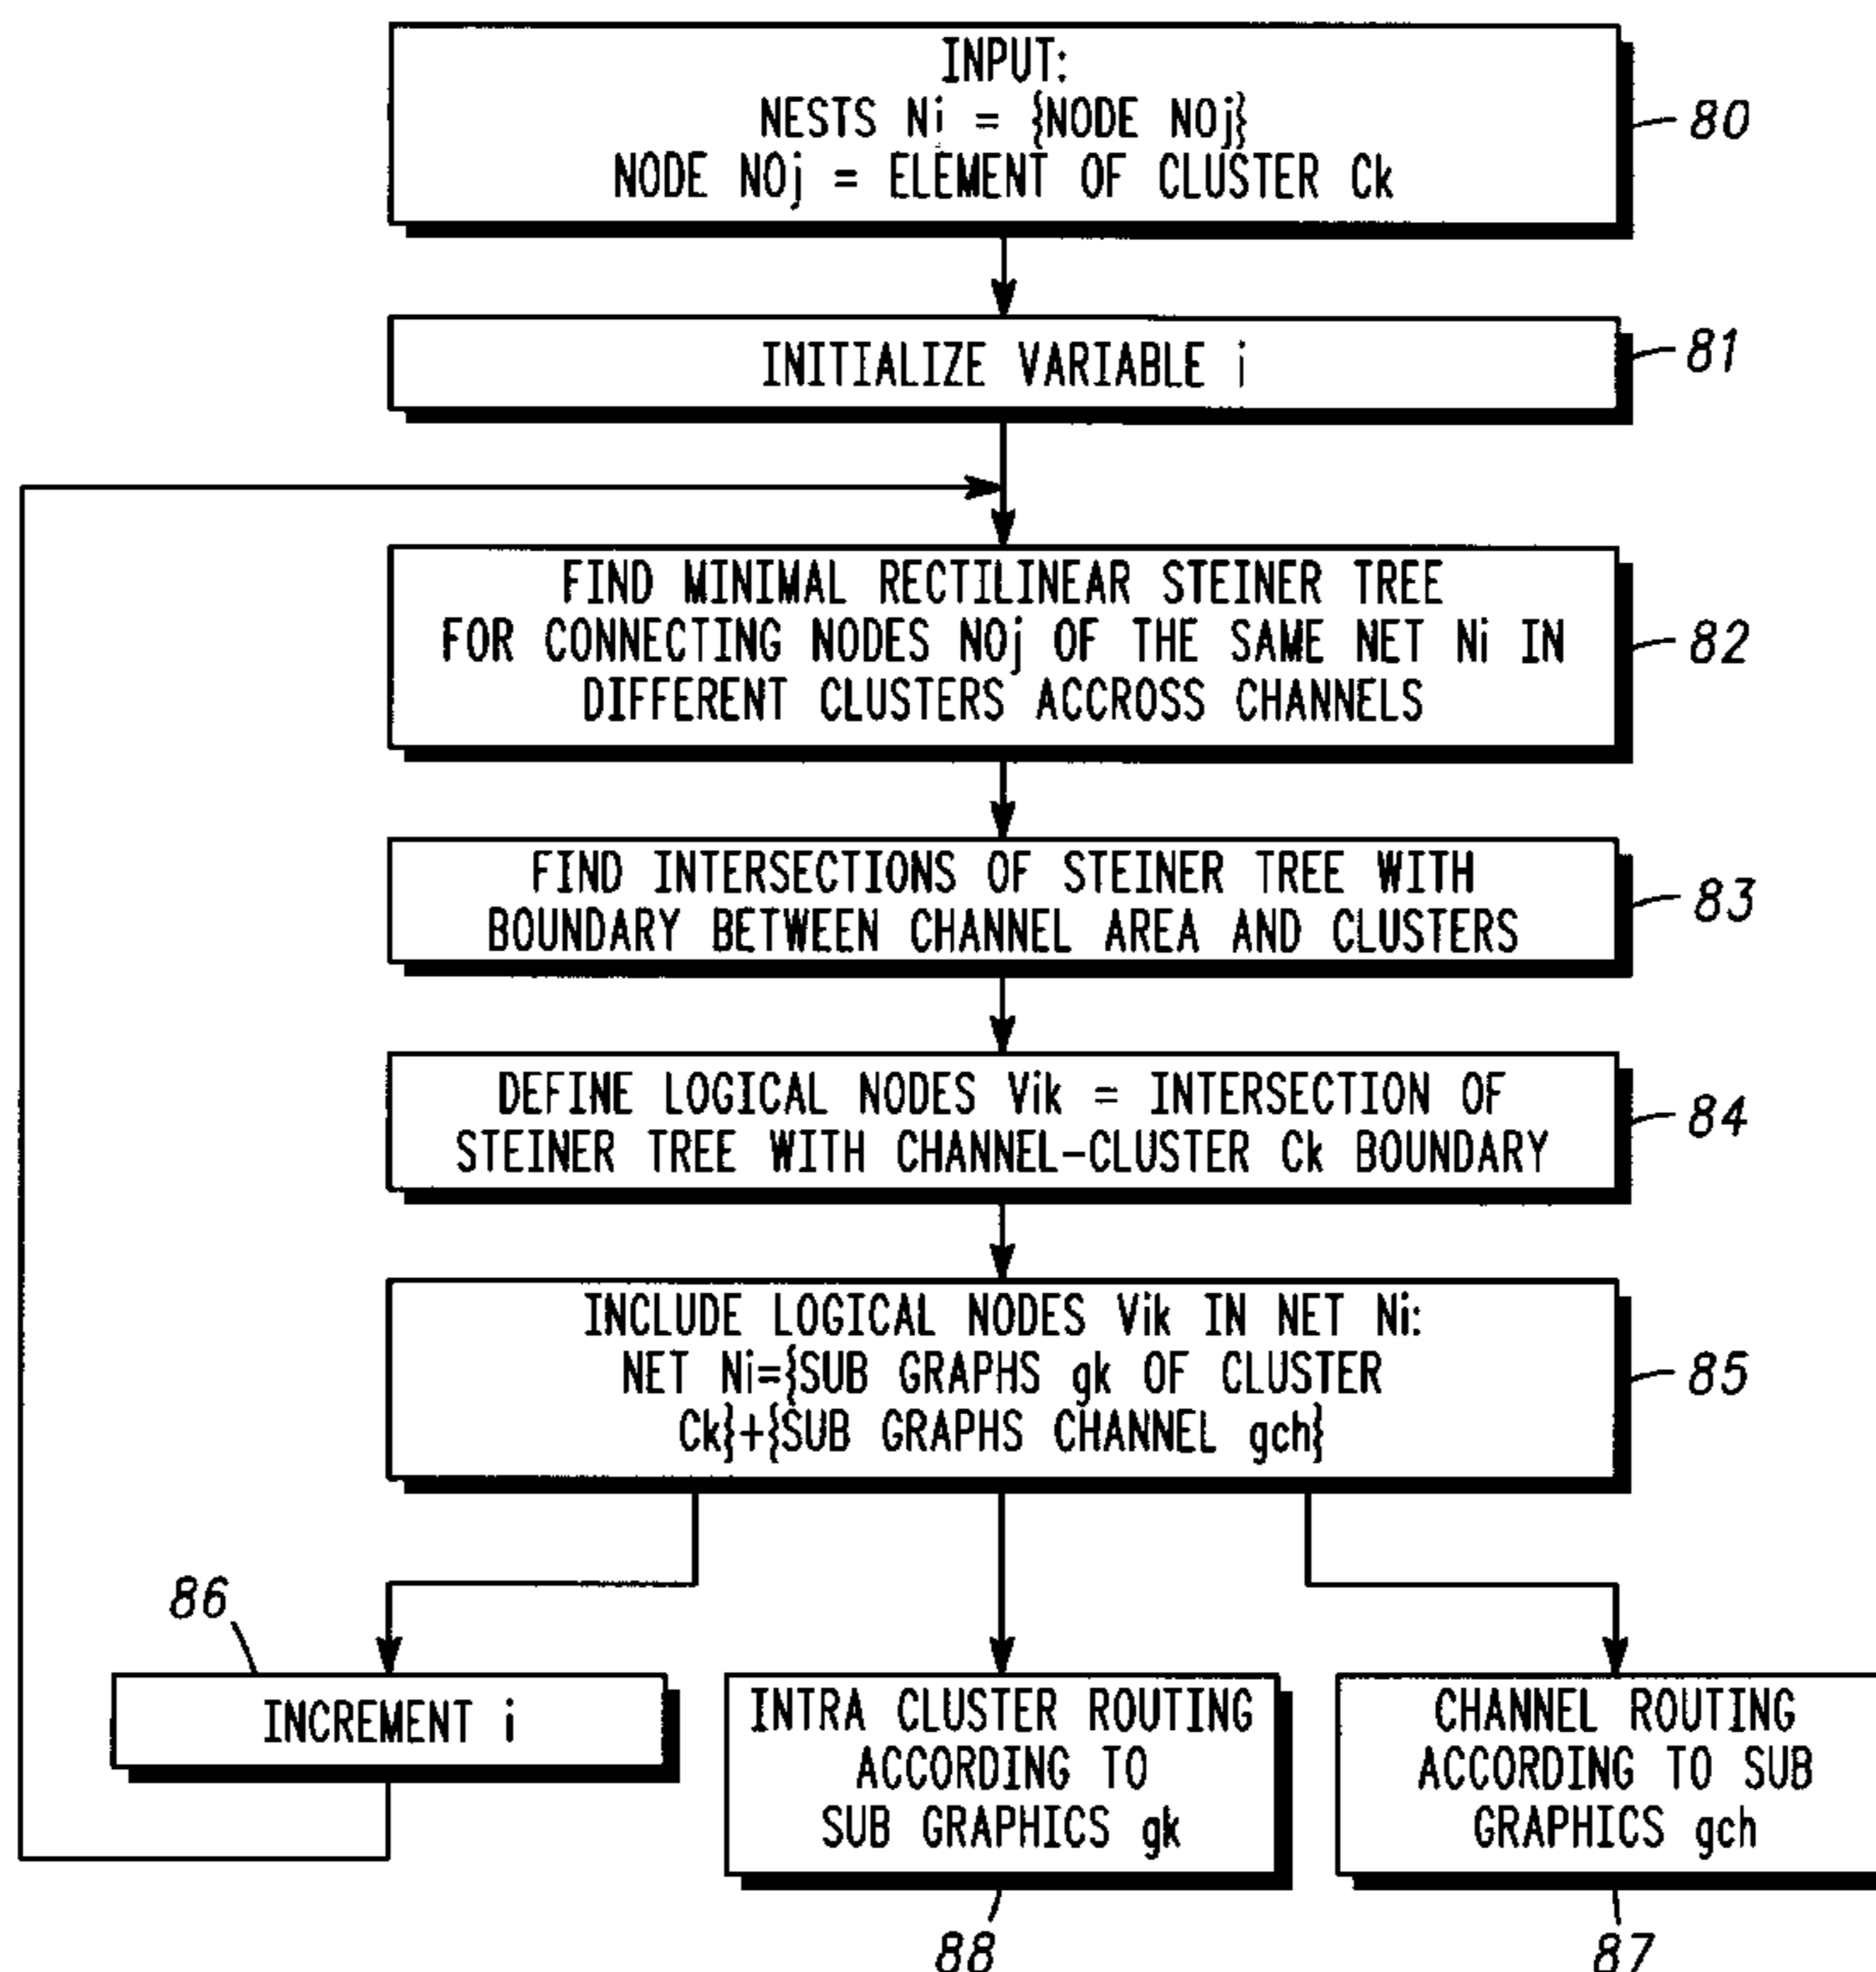 INPUT:
NESTS Ni = {NODE NOj}
NODE NOj = ELEMENT OF CLUSTER Ck
80
INITIALIZE VARIABLE i
81
FIND MINIMAL RECTILINEAR STEINER TREE
FOR CONNECTING NODES NOj OF THE SAME NET Ni IN
DIFFERENT CLUSTERS ACCROSS CHANNELS
82
FIND INTERSECTIONS OF STEINER TREE WITH
BOUNDARY BETWEEN CHANNEL AREA AND CLUSTERS
83
DEFINE LOGICAL NODES Vik = INTERSECTION OF
STEINER TREE WITH CHANNEL-CLUSTER Ck BOUNDARY
84
INCLUDE LOGICAL NODES Vik IN NET Ni:
NET Ni={SUB GRAPHS gk OF CLUSTER
Ck}+{SUB GRAPHS CHANNEL gch}
85
86
INCREMENT i
INTRA CLUSTER ROUTING
ACCORDING TO
SUB GRAPHICS gk
88
CHANNEL ROUTING
ACCORDING TO SUB
GRAPHICS gch
87